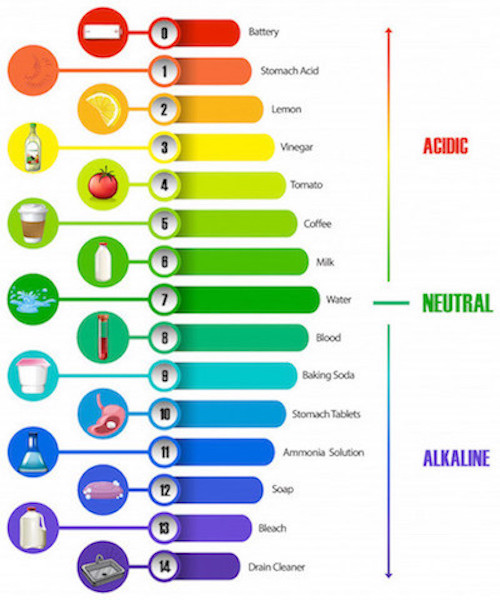 0 Battery
1 Stomach Acid
2 Lemon
3 Vinegar
4 Tomato
5 Coffee
6 Milk
7 Water
8 Blood
9 Baking Soda
10 Stomach Tablets
11 Ammonia Solution
12 Soap
13 Bleach
14 Drain Cleaner
ACIDIC
NEUTRAL
ALKALINE